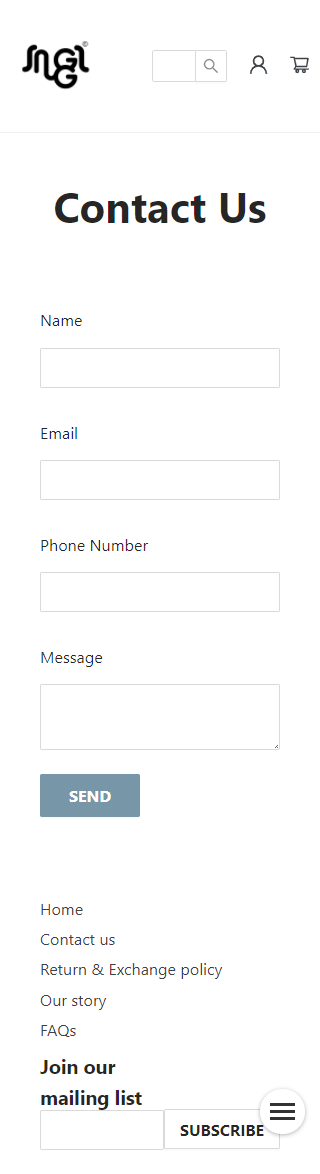 Contact Us
Name
Email
Phone Number
Message
SEND
Home
Contact us
Return & Exchange policy
Our story
FAQs
Join our
mailing list
SUBSCRIBE